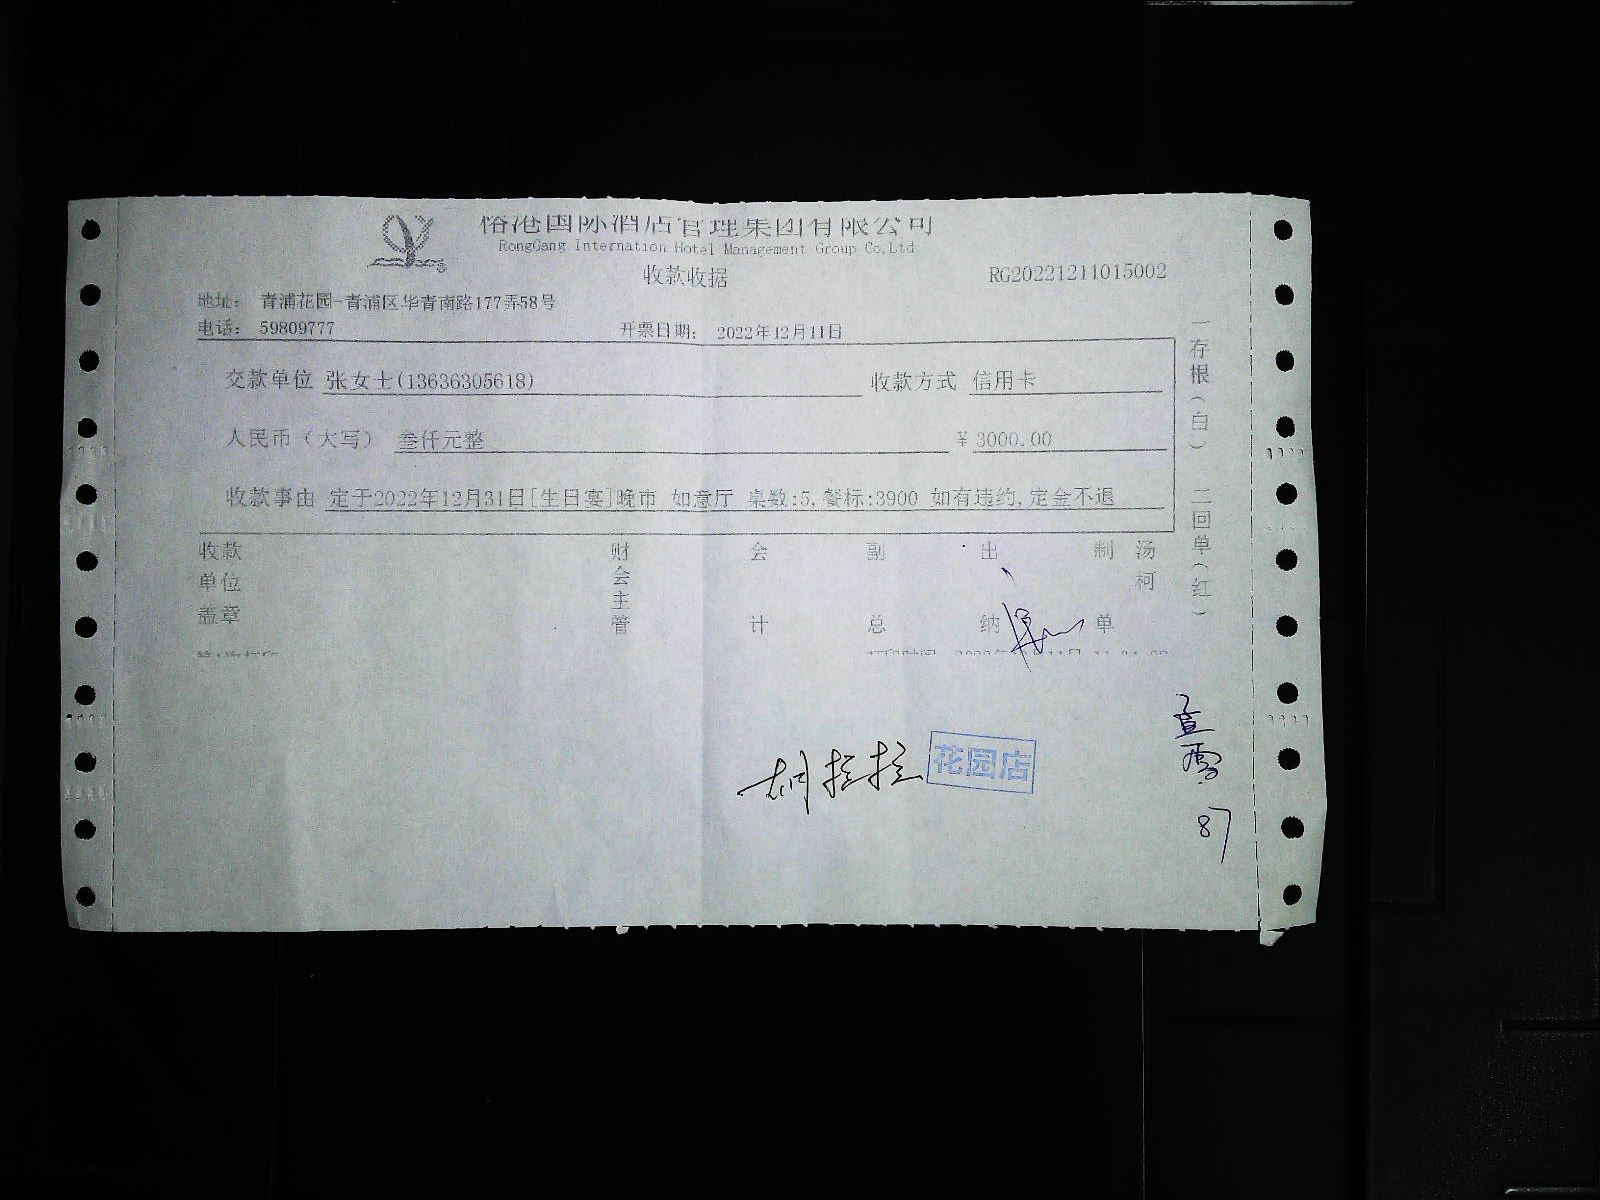 国际酒店管理集团有限公司
RongGang Internation Hotel Management Group Co,Ltd
收款收据
RG20221211015002
地址： 青浦花园-青浦区华青南路177弄58号
电话： 59809777
开票日期： 2022年12月11日
交款单位 张女士(13636305618)
收款方式 信用卡
人民币（大写） 叁仟元整
¥ 3000.00
收款事由 定于2022年12月31日[生日宴]晚市 如意厅 桌数:5,餐标:3900 如有违约,定金不退
一存根（白） 二回单（红）
收款单位盖章
财会主管
会计
副总
出纳
制单
汤柯
胡拉拉
花园店
87